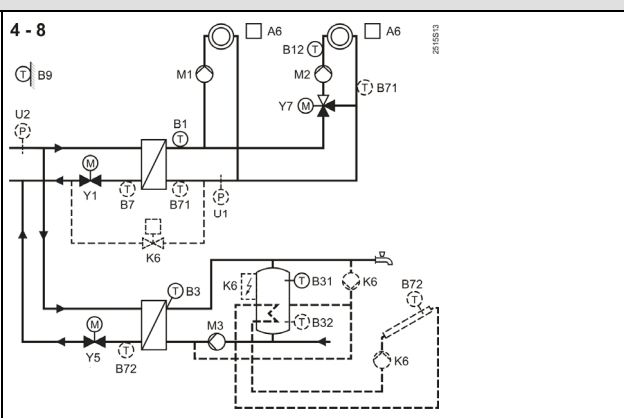 4 - 8
A6
A6
2515S13
B12 T
T B9
M1
M2
T B71
U2
P
B1
T
Y7 M
M
Y1
T
B7
T
B71
P
U1
K6
T B3
K6
T B31
K6
B72
T
M
Y5
T
B72
M3
T B32
K6